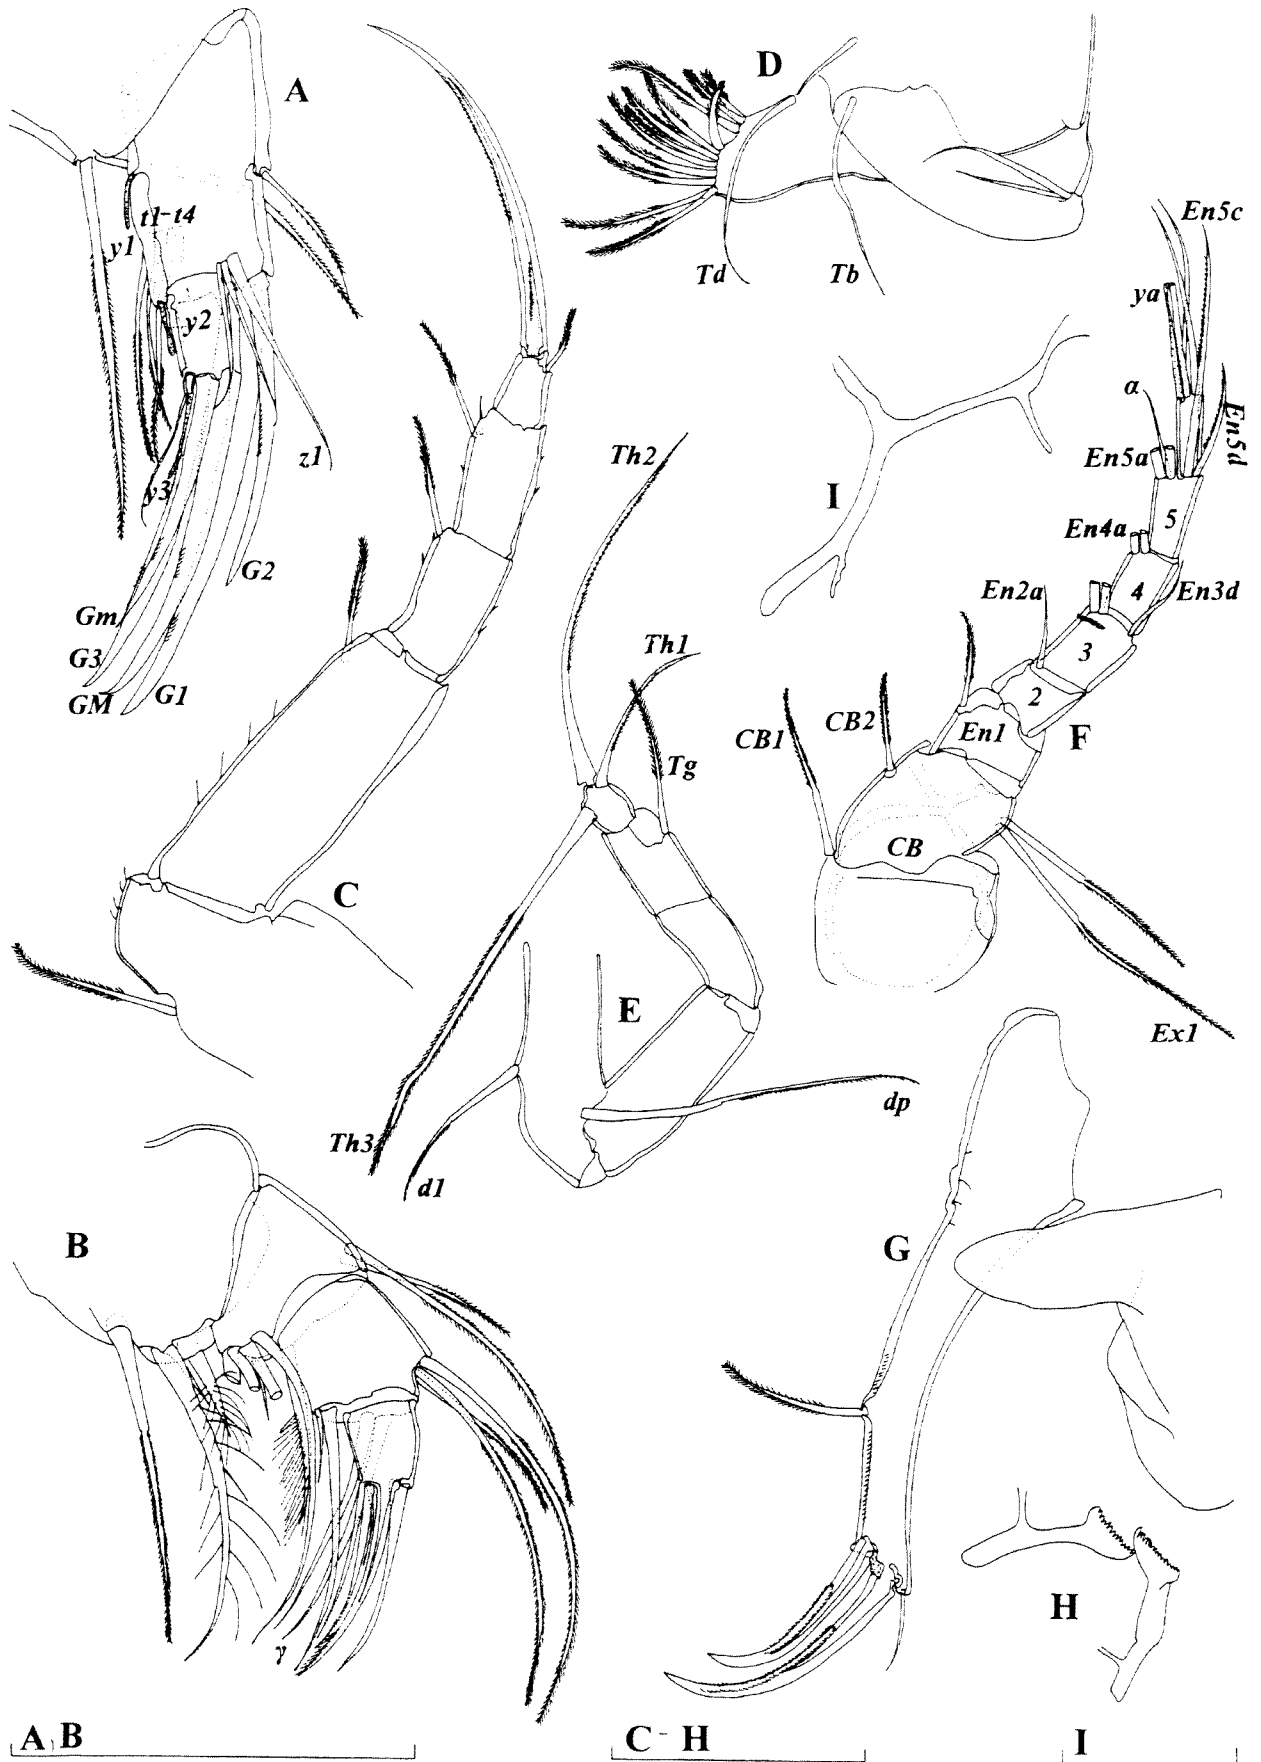 A
D
t1-t4
y1
y2
z1
y3
G2
Gm
G3
GM
G1
Td
Tb
En5c
ya
α
En5a
En5d
I
Th2
5
En4a
En2a
4
En3d
3
Th1
2
CB1
CB2
En1
F
Tg
CB
C
E
Ex1
dp
Th3
d1
B
G
H
γ
A B
C - H
I